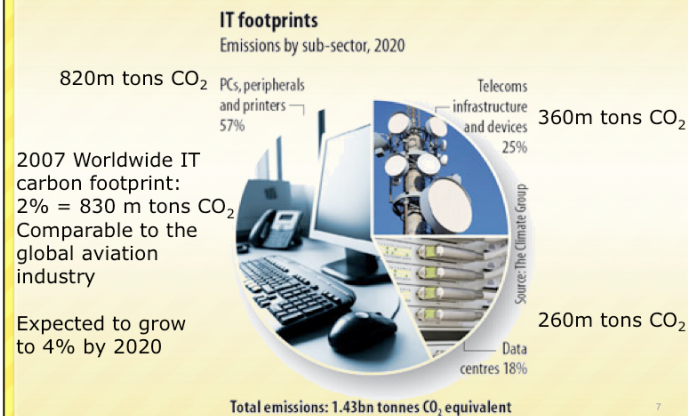 IT footprints
Emissions by sub-sector, 2020
820m tons CO₂
PCs, peripherals
and printers
57%
Telecoms
infrastructure
and devices
25%
360m tons CO₂
2007 Worldwide IT
carbon footprint:
2% = 830 m tons CO₂
Comparable to the
global aviation
industry
Expected to grow
to 4% by 2020
Source: The Climate Group
260m tons CO₂
Data
centres 18%
Total emissions: 1.43bn tonnes CO₂ equivalent
7